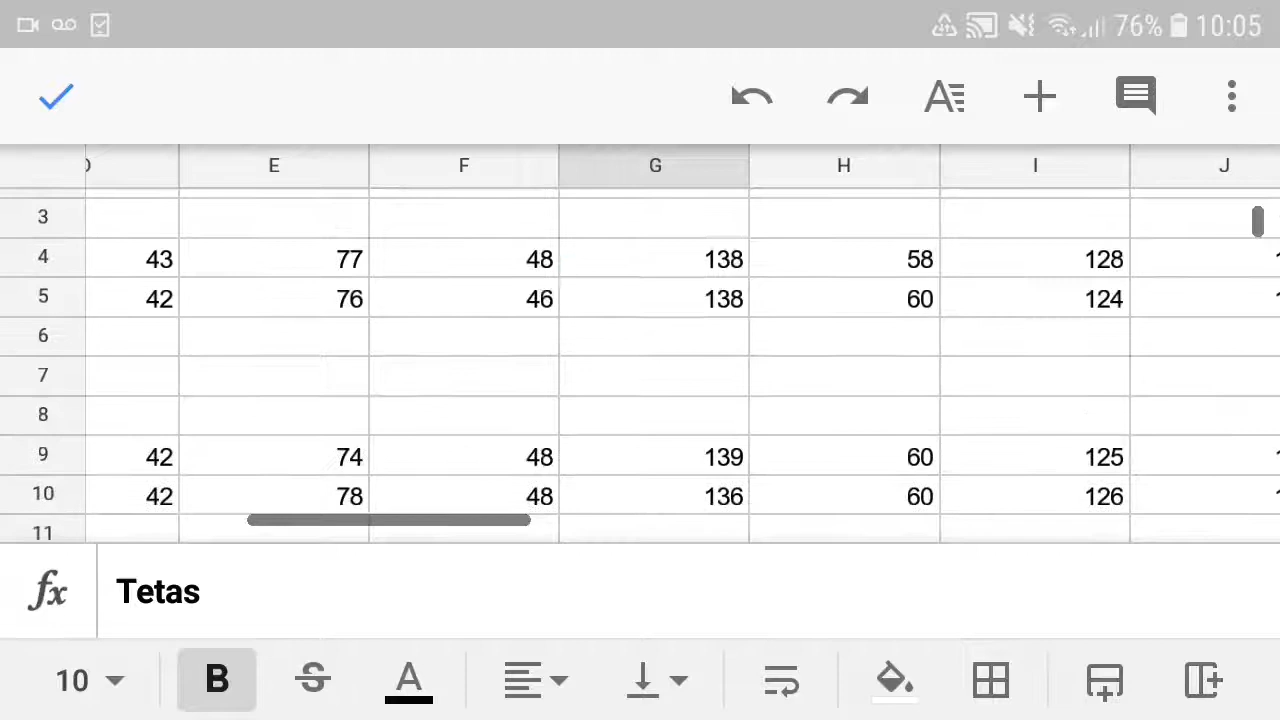 76% 10:05
E F G H I J
3
4 43 77 48 138 58 128
5 42 76 46 138 60 124
6
7
8
9 42 74 48 139 60 125
10 42 78 48 136 60 126
11
fx Tetas
10 B S A